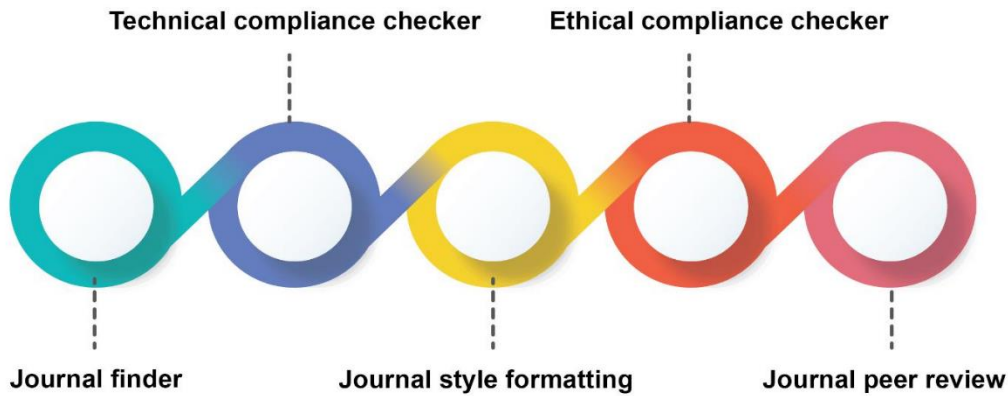 Technical compliance checker
Ethical compliance checker
Journal finder
Journal style formatting
Journal peer review